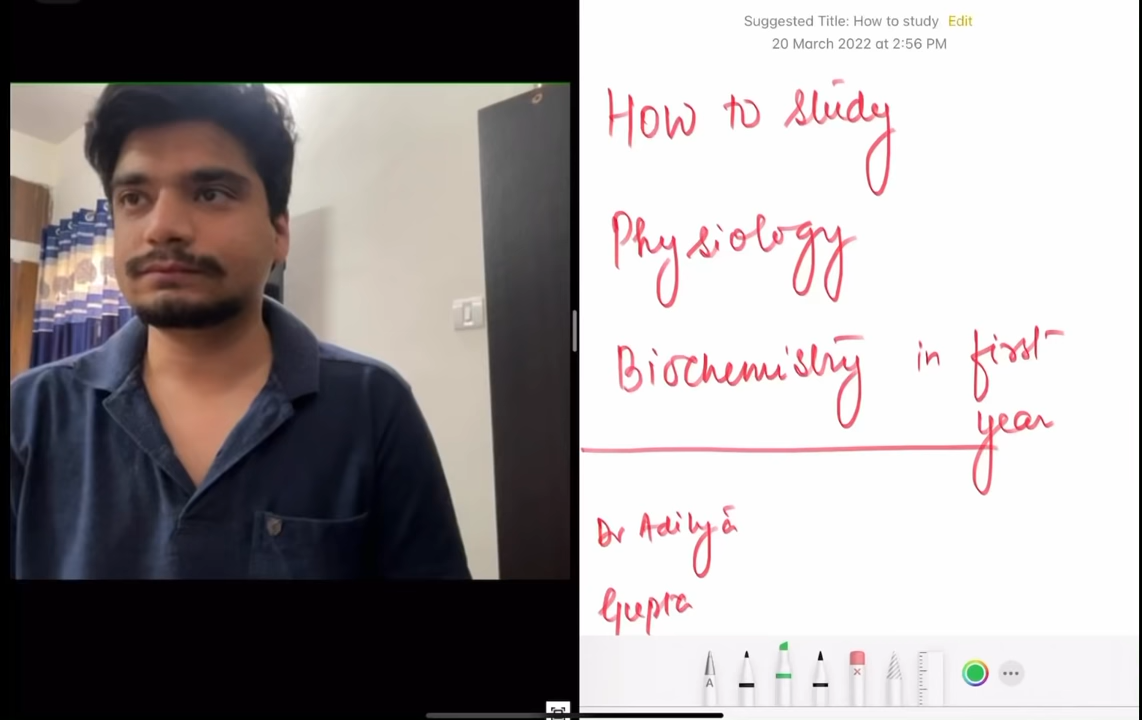 Suggested Title: How to study Edit
20 March 2022 at 2:56 PM
How to study
Physiology
Biochemistry in first
year
Dr Aditya
Gupta
A